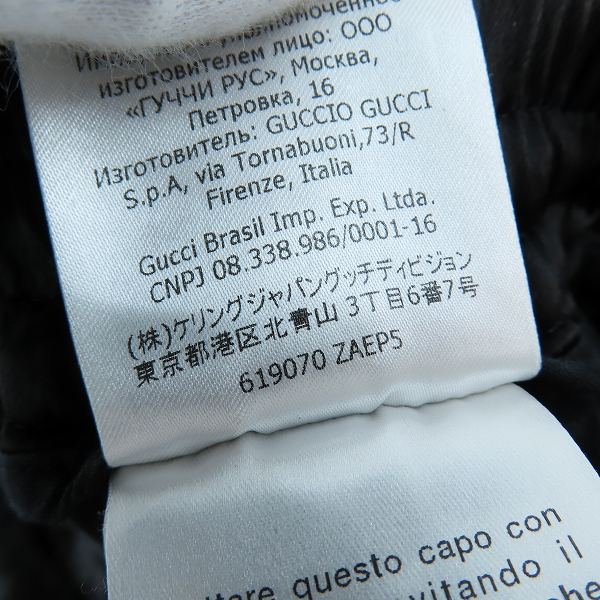 уполномоченное
изготовителем лицо: ООО
«ГУЧЧИ РУС», Москва,
Петровка, 16
Изготовитель: GUCCIO GUCCI
S.p.A, via Tornabuoni,73/R
Firenze, Italia
Gucci Brasil Imp. Exp. Ltda.
CNPJ 08.338.986/0001-16
(株)ケリングジャパングッチディビジョン
東京都港区北青山 3丁目6番7号
619070 ZAEP5
questo capo con
evitando il